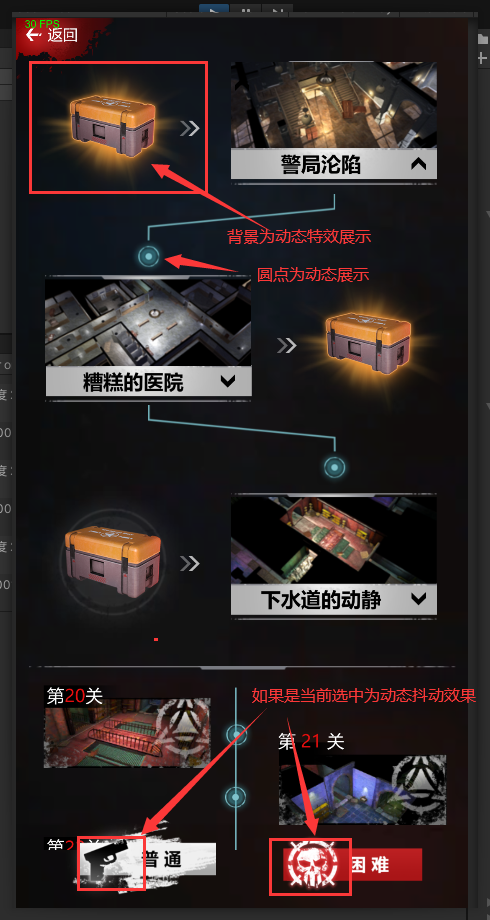 30 FPS
返回
警局沦陷
背景为动态特效展示
圆点为动态展示
糟糕的医院
下水道的动静
第20关
如果是当前选中为动态抖动效果
第 21 关
第2
普通
困难